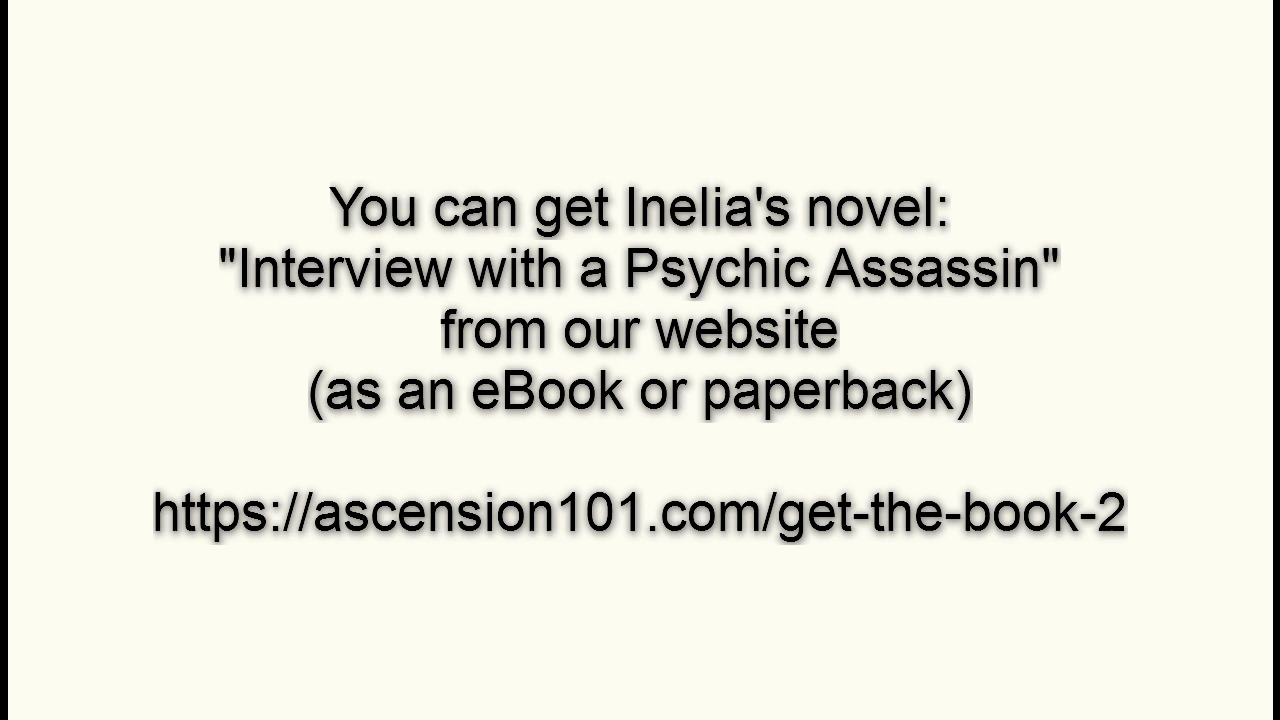 You can get Inelia's novel:
"Interview with a Psychic Assassin"
from our website
(as an eBook or paperback)
https://ascension101.com/get-the-book-2